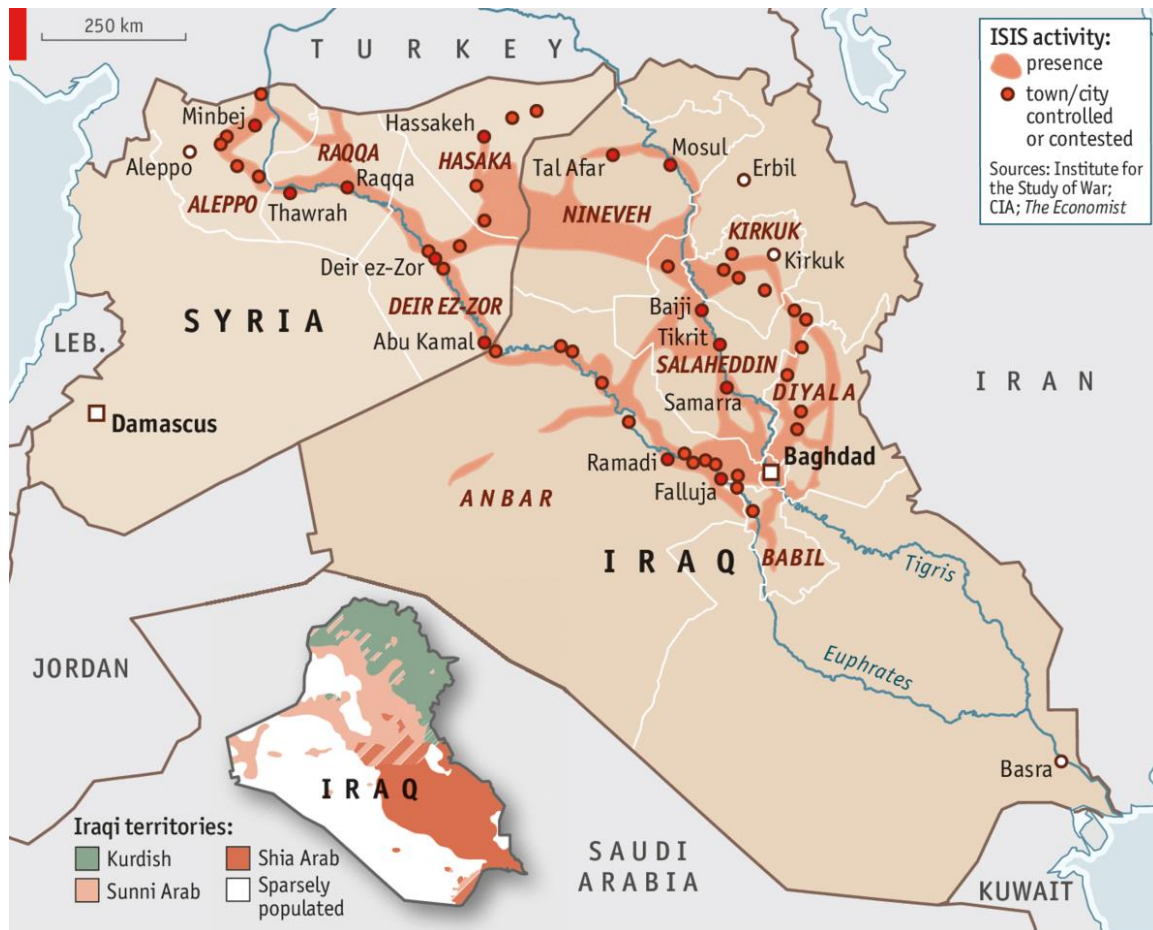 250 km
TURKEY
ISIS activity:
presence
town/city
controlled
or contested
Sources: Institute for
the Study of War;
CIA; The Economist
Minbej
Aleppo
ALEPPO
RAQQA
Raqqa
Thawrah
Hassakeh
HASAKA
Tal Afar
Mosul
Erbil
NINEVEH
KIRKUK
Kirkuk
Deir ez-Zor
DEIR EZ-ZOR
SYRIA
Abu Kamal
LEB.
Damascus
Baiji
Tikrit
SALAHEDDIN
Samarra
DIYALA
IRAN
Ramadi
Falluja
Baghdad
ANBAR
IRAQ
BABIL
Tigris
Euphrates
Basra
JORDAN
SAUDI
ARABIA
KUWAIT
IRAQ
Iraqi territories:
Kurdish
Sunni Arab
Shia Arab
Sparsely
populated